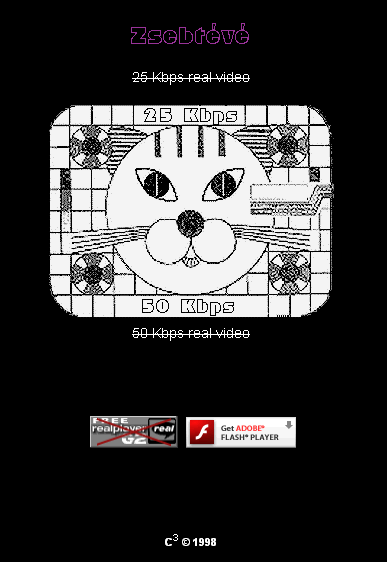 Zsebtévé
25 Kbps real video
25 Kbps
50 Kbps
50 Kbps real video
FREE
realplayer real
G2
Get ADOBE®
FLASH® PLAYER
C³ © 1998